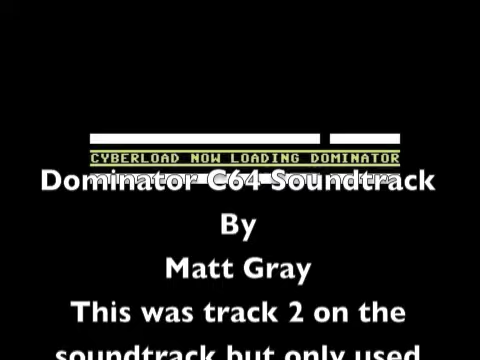 CYBERLOAD NOW LOADING DOMINATOR
Dominator C64 Soundtrack
By
Matt Gray
This was track 2 on the
soundtrack but only used